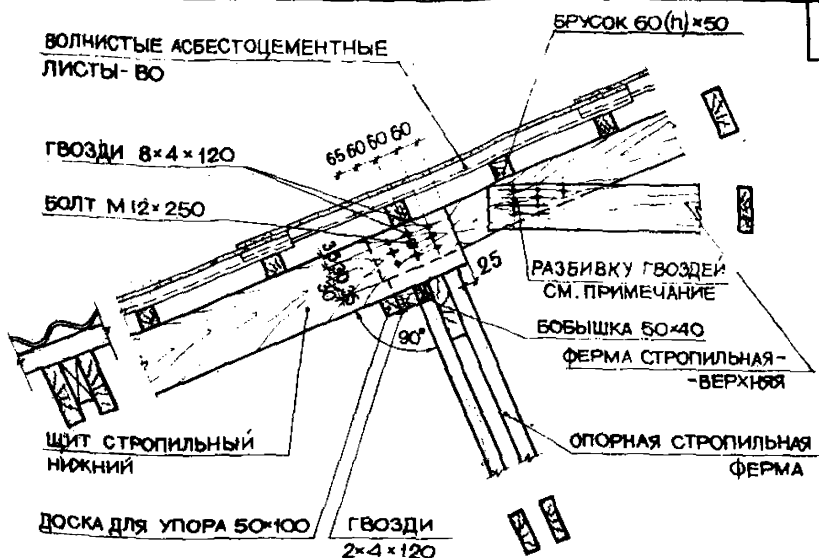 БРУСОК 60(h)×50
ВОЛНИСТЫЕ АСБЕСТОЦЕМЕНТНЫЕ
ЛИСТЫ-ВО
65 60 60 60
ГВОЗДИ 8×4×120
БОЛТ М 12×250
25
РАЗБИВКУ ГВОЗДЕЙ
СМ. ПРИМЕЧАНИЕ
БОБЫШКА 50×40
90°
ФЕРМА СТРОПИЛЬНАЯ-
-ВЕРХНЯЯ
ЩИТ СТРОПИЛЬНЫЙ
НИЖНИЙ
ОПОРНАЯ СТРОПИЛЬНАЯ
ФЕРМА
ДОСКА ДЛЯ УПОРА 50×100
ГВОЗДИ
2×4×120